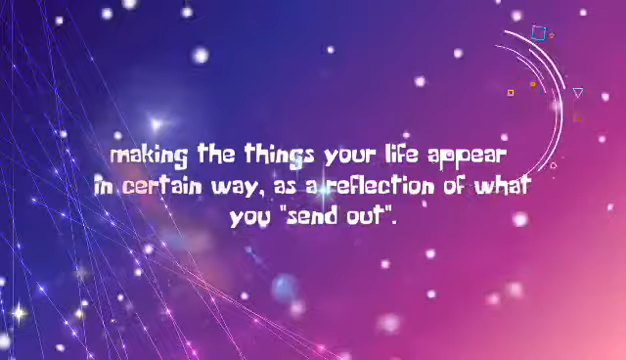 making the things your life appear
in certain way, as a reflection of what
you "send out".